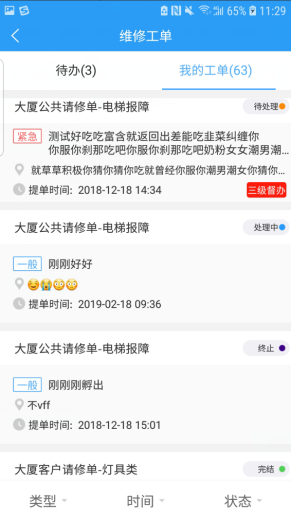 65% 11:29
维修工单
待办(3) 我的工单(63)
大厦公共请修单-电梯报障 待处理
紧急 测试好吃吃富含就返回出差能吃韭菜纠缠你
你服你刹那吃吧你服你刹那吃吧奶粉女女潮男潮…
就草草积极你猜你猜你吃就曾经你服你潮男潮女你猜你…
提单时间：2018-12-18 14:34 三级督办
大厦公共请修单-电梯报障 处理中
一般 刚刚好好
😄😭😳😳
提单时间：2019-02-18 09:36
大厦公共请修单-电梯报障 终止
一般 刚刚刚孵出
不vff
提单时间：2018-12-18 15:01
大厦客户请修单-灯具类 完结
类型 时间 状态